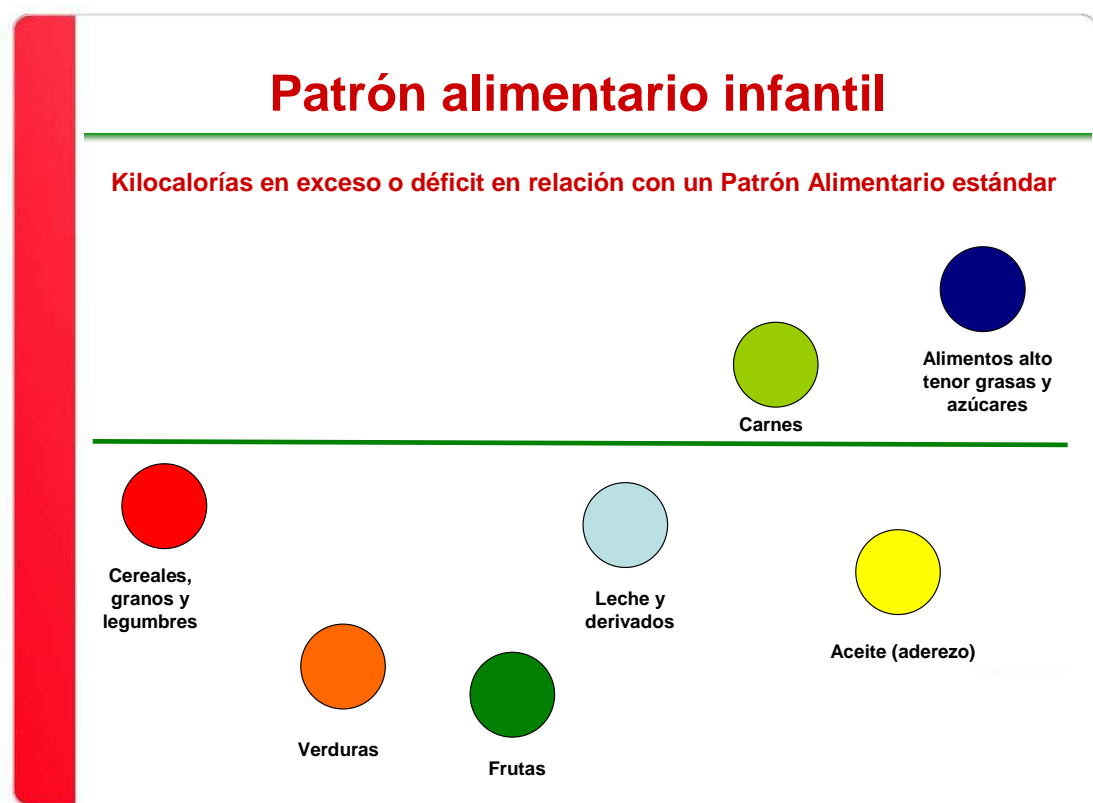 Patrón alimentario infantil
Kilocalorías en exceso o déficit en relación con un Patrón Alimentario estándar
Alimentos alto
tenor grasas y
azúcares
Carnes
Cereales,
granos y
legumbres
Leche y
derivados
Aceite (aderezo)
Verduras
Frutas